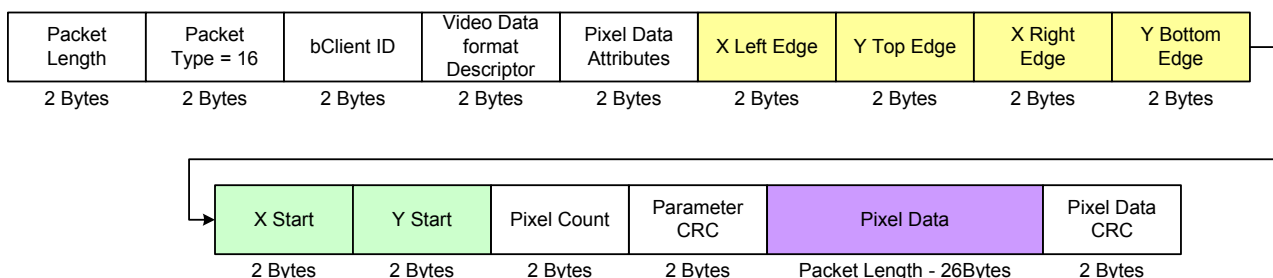 Packet
Length
Packet
Type = 16
bClient ID
Video Data
format
Descriptor
Pixel Data
Attributes
X Left Edge
Y Top Edge
X Right
Edge
Y Bottom
Edge
2 Bytes
2 Bytes
2 Bytes
2 Bytes
2 Bytes
2 Bytes
2 Bytes
2 Bytes
2 Bytes
X Start
Y Start
Pixel Count
Parameter
CRC
Pixel Data
Pixel Data
CRC
2 Bytes
2 Bytes
2 Bytes
2 Bytes
Packet Length - 26Bytes
2 Bytes